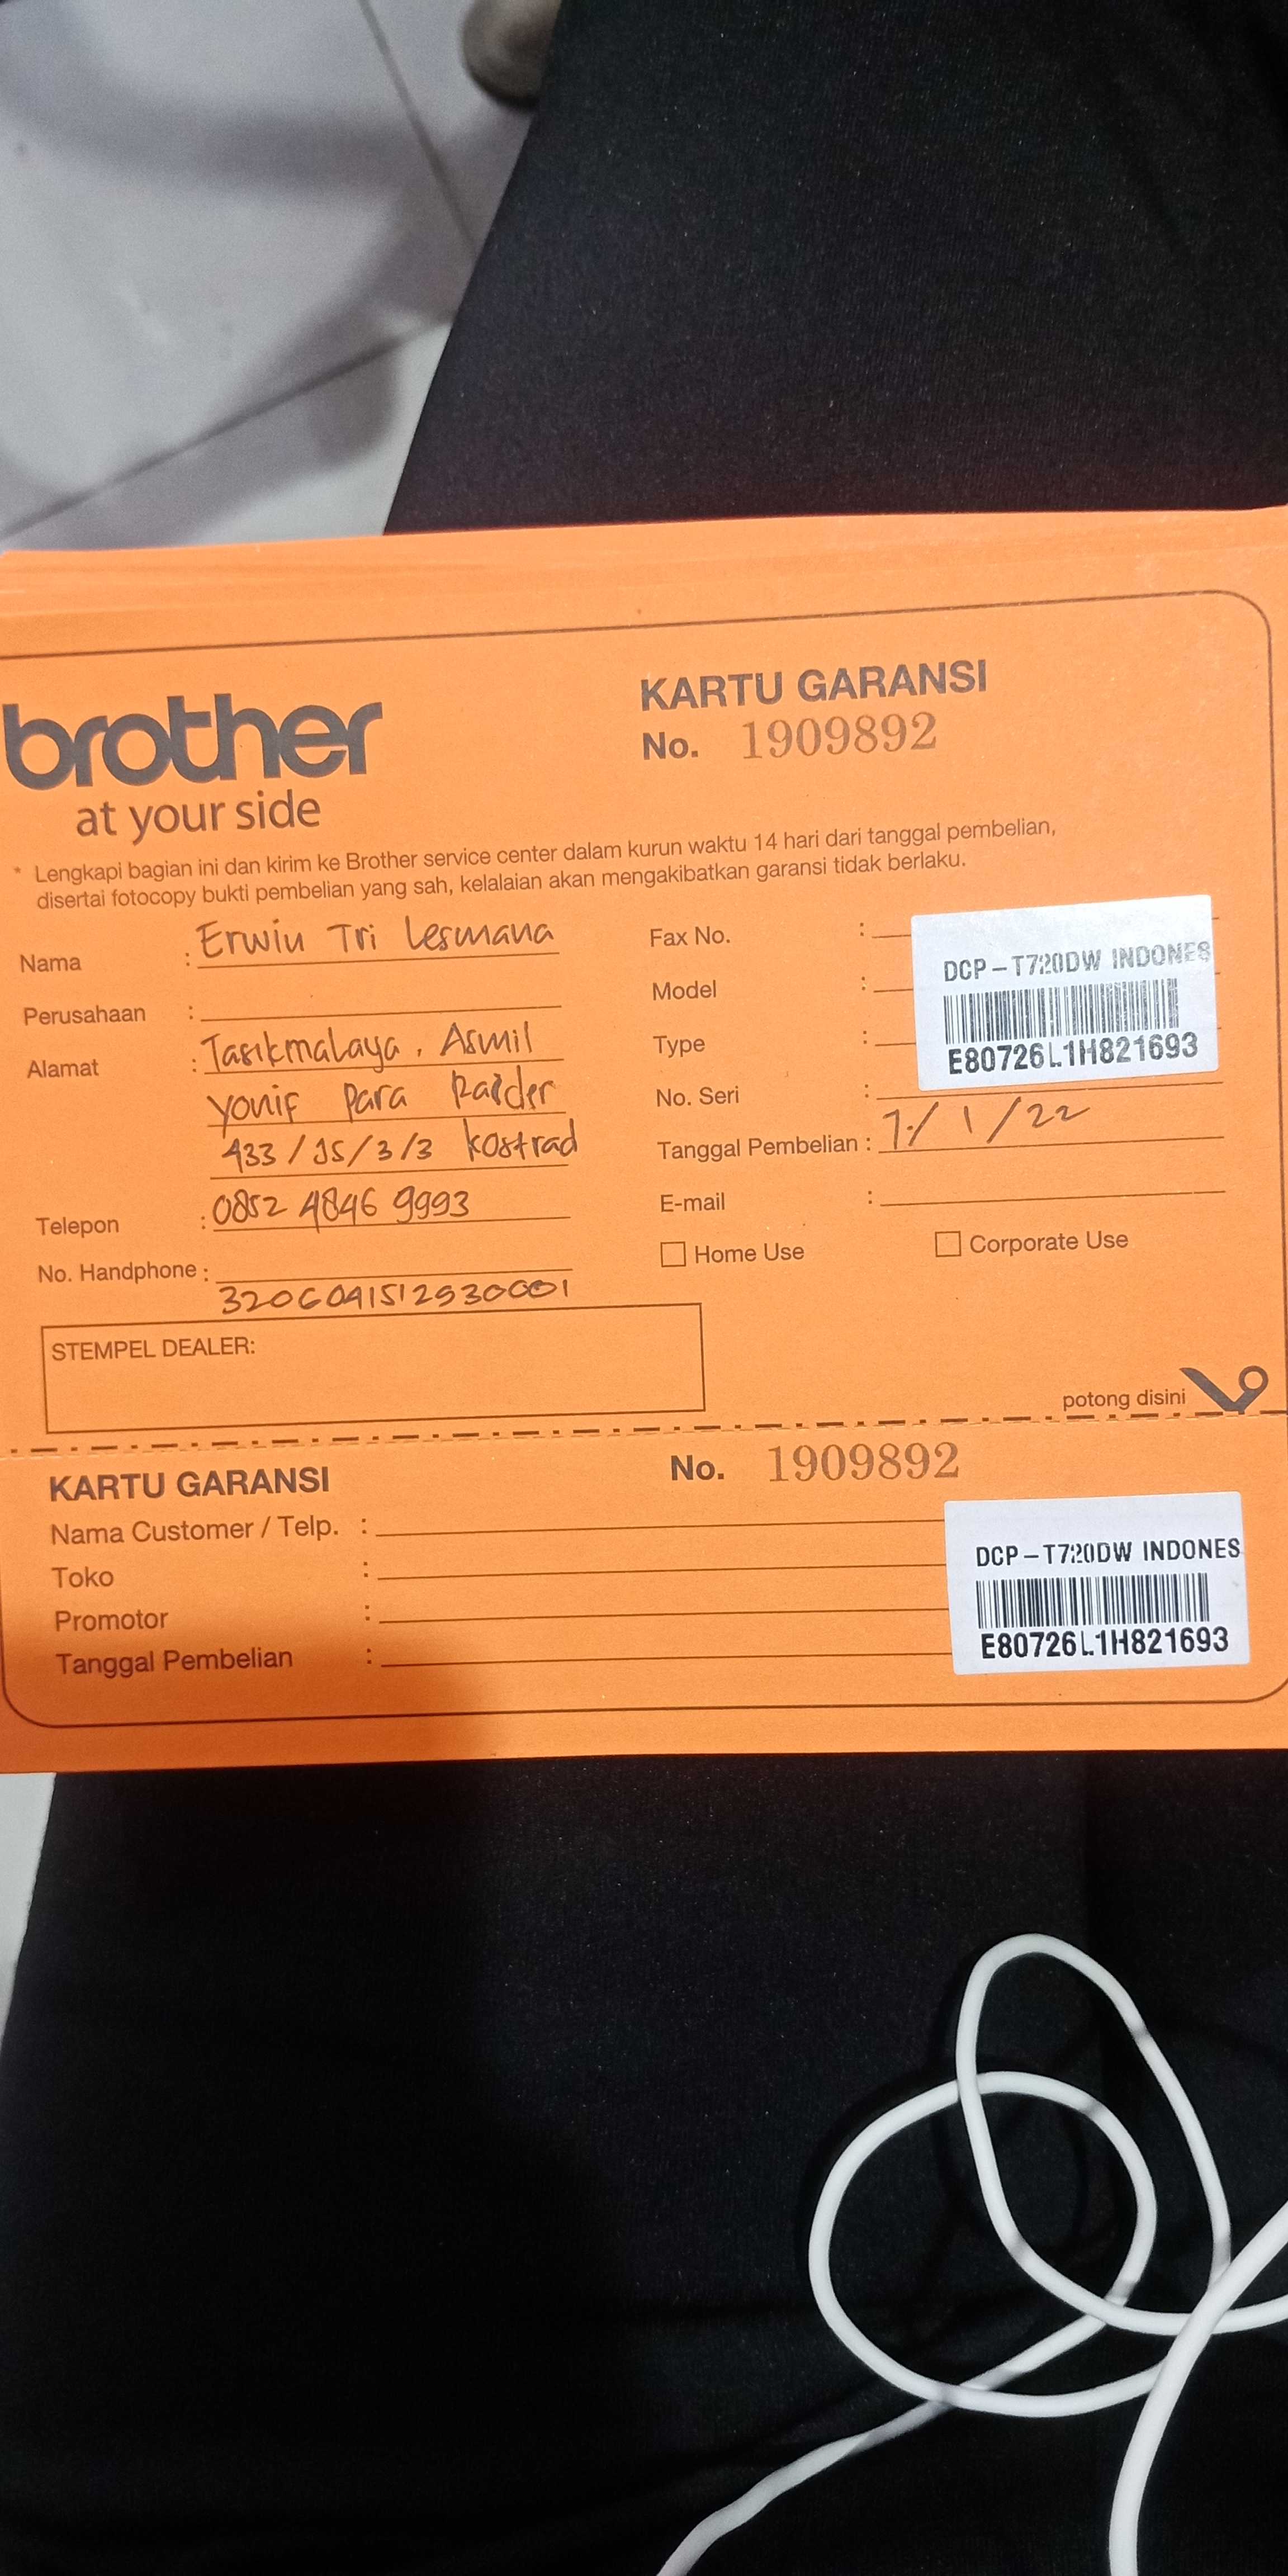 brother
at your side
KARTU GARANSI
No. 1909892
* Lengkapi bagian ini dan kirim ke Brother service center dalam kurun waktu 14 hari dari tanggal pembelian,
disertai fotocopy bukti pembelian yang sah, kelalaian akan mengakibatkan garansi tidak berlaku.
Nama : Erwin Tri Lesmana
Perusahaan :
Alamat : Tasikmalaya. Asmil
yonif para Raider
433 / JS / 3 / 3 kostrad
Telepon : 0852 4846 9993
No. Handphone :
3206041512930001
Fax No. :
Model :
Type :
No. Seri :
DCP-T720DW INDONES
E80726L1H821693
Tanggal Pembelian : 7/ 1 / 22
E-mail :
Home Use
Corporate Use
STEMPEL DEALER:
potong disini
KARTU GARANSI
No. 1909892
Nama Customer / Telp. :
Toko :
Promotor :
Tanggal Pembelian :
DCP-T720DW INDONES
E80726L1H821693